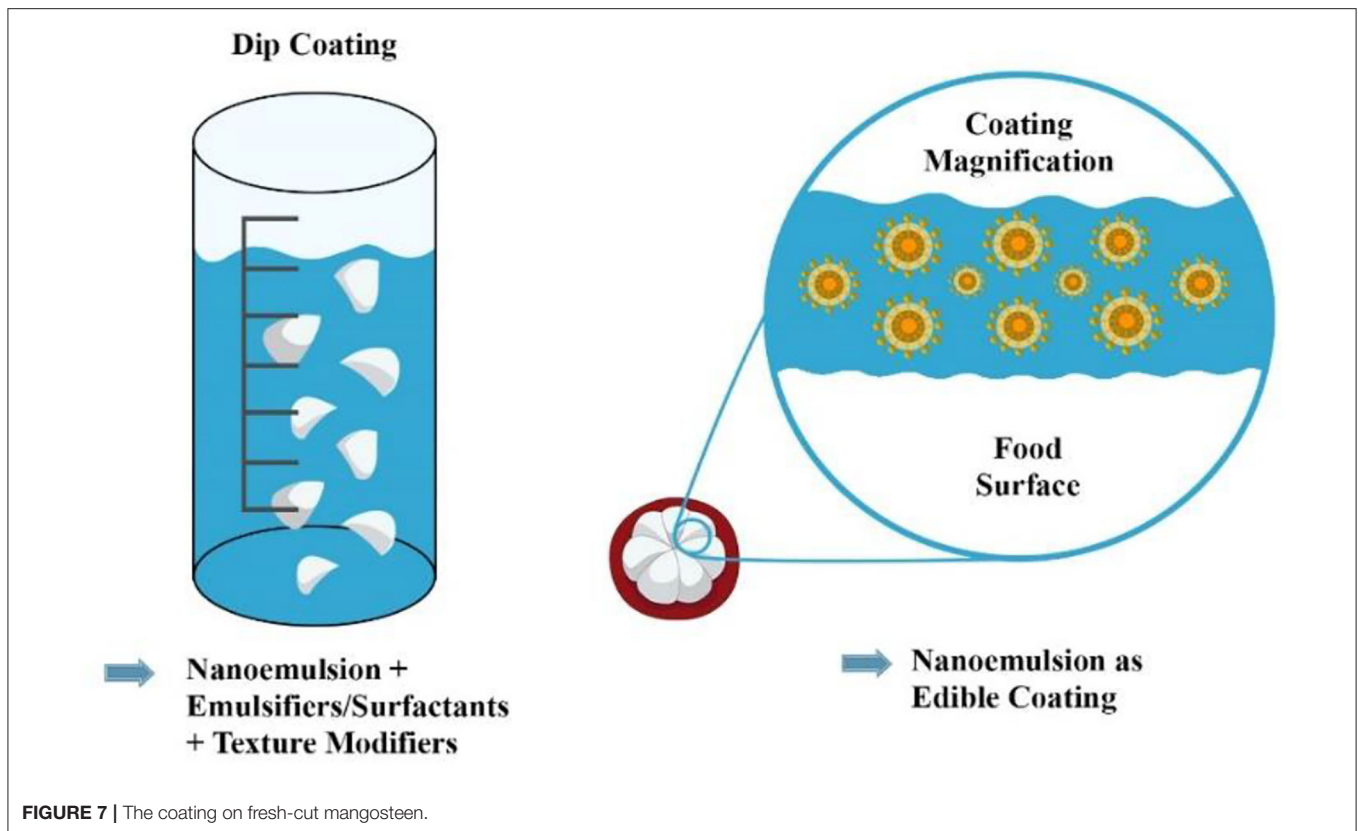 Dip Coating
Coating
Magnification
Food
Surface
Nanoemulsion +
Emulsifiers/Surfactants
+ Texture Modifiers
Nanoemulsion as
Edible Coating
FIGURE 7 | The coating on fresh-cut mangosteen.